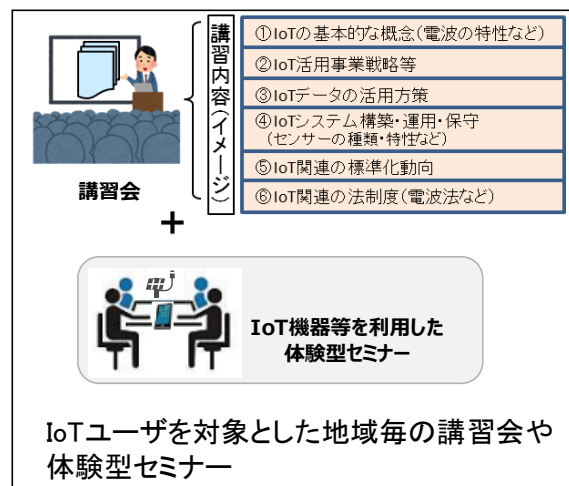 講習内容(イメージ)
①IoTの基本的な概念(電波の特性など)
②IoT活用事業戦略等
③IoTデータの活用方策
④IoTシステム構築・運用・保守
(センサーの種類・特性など)
⑤IoT関連の標準化動向
⑥IoT関連の法制度(電波法など)
講習会
+
IoT機器等を利用した
体験型セミナー
IoTユーザを対象とした地域毎の講習会や
体験型セミナー